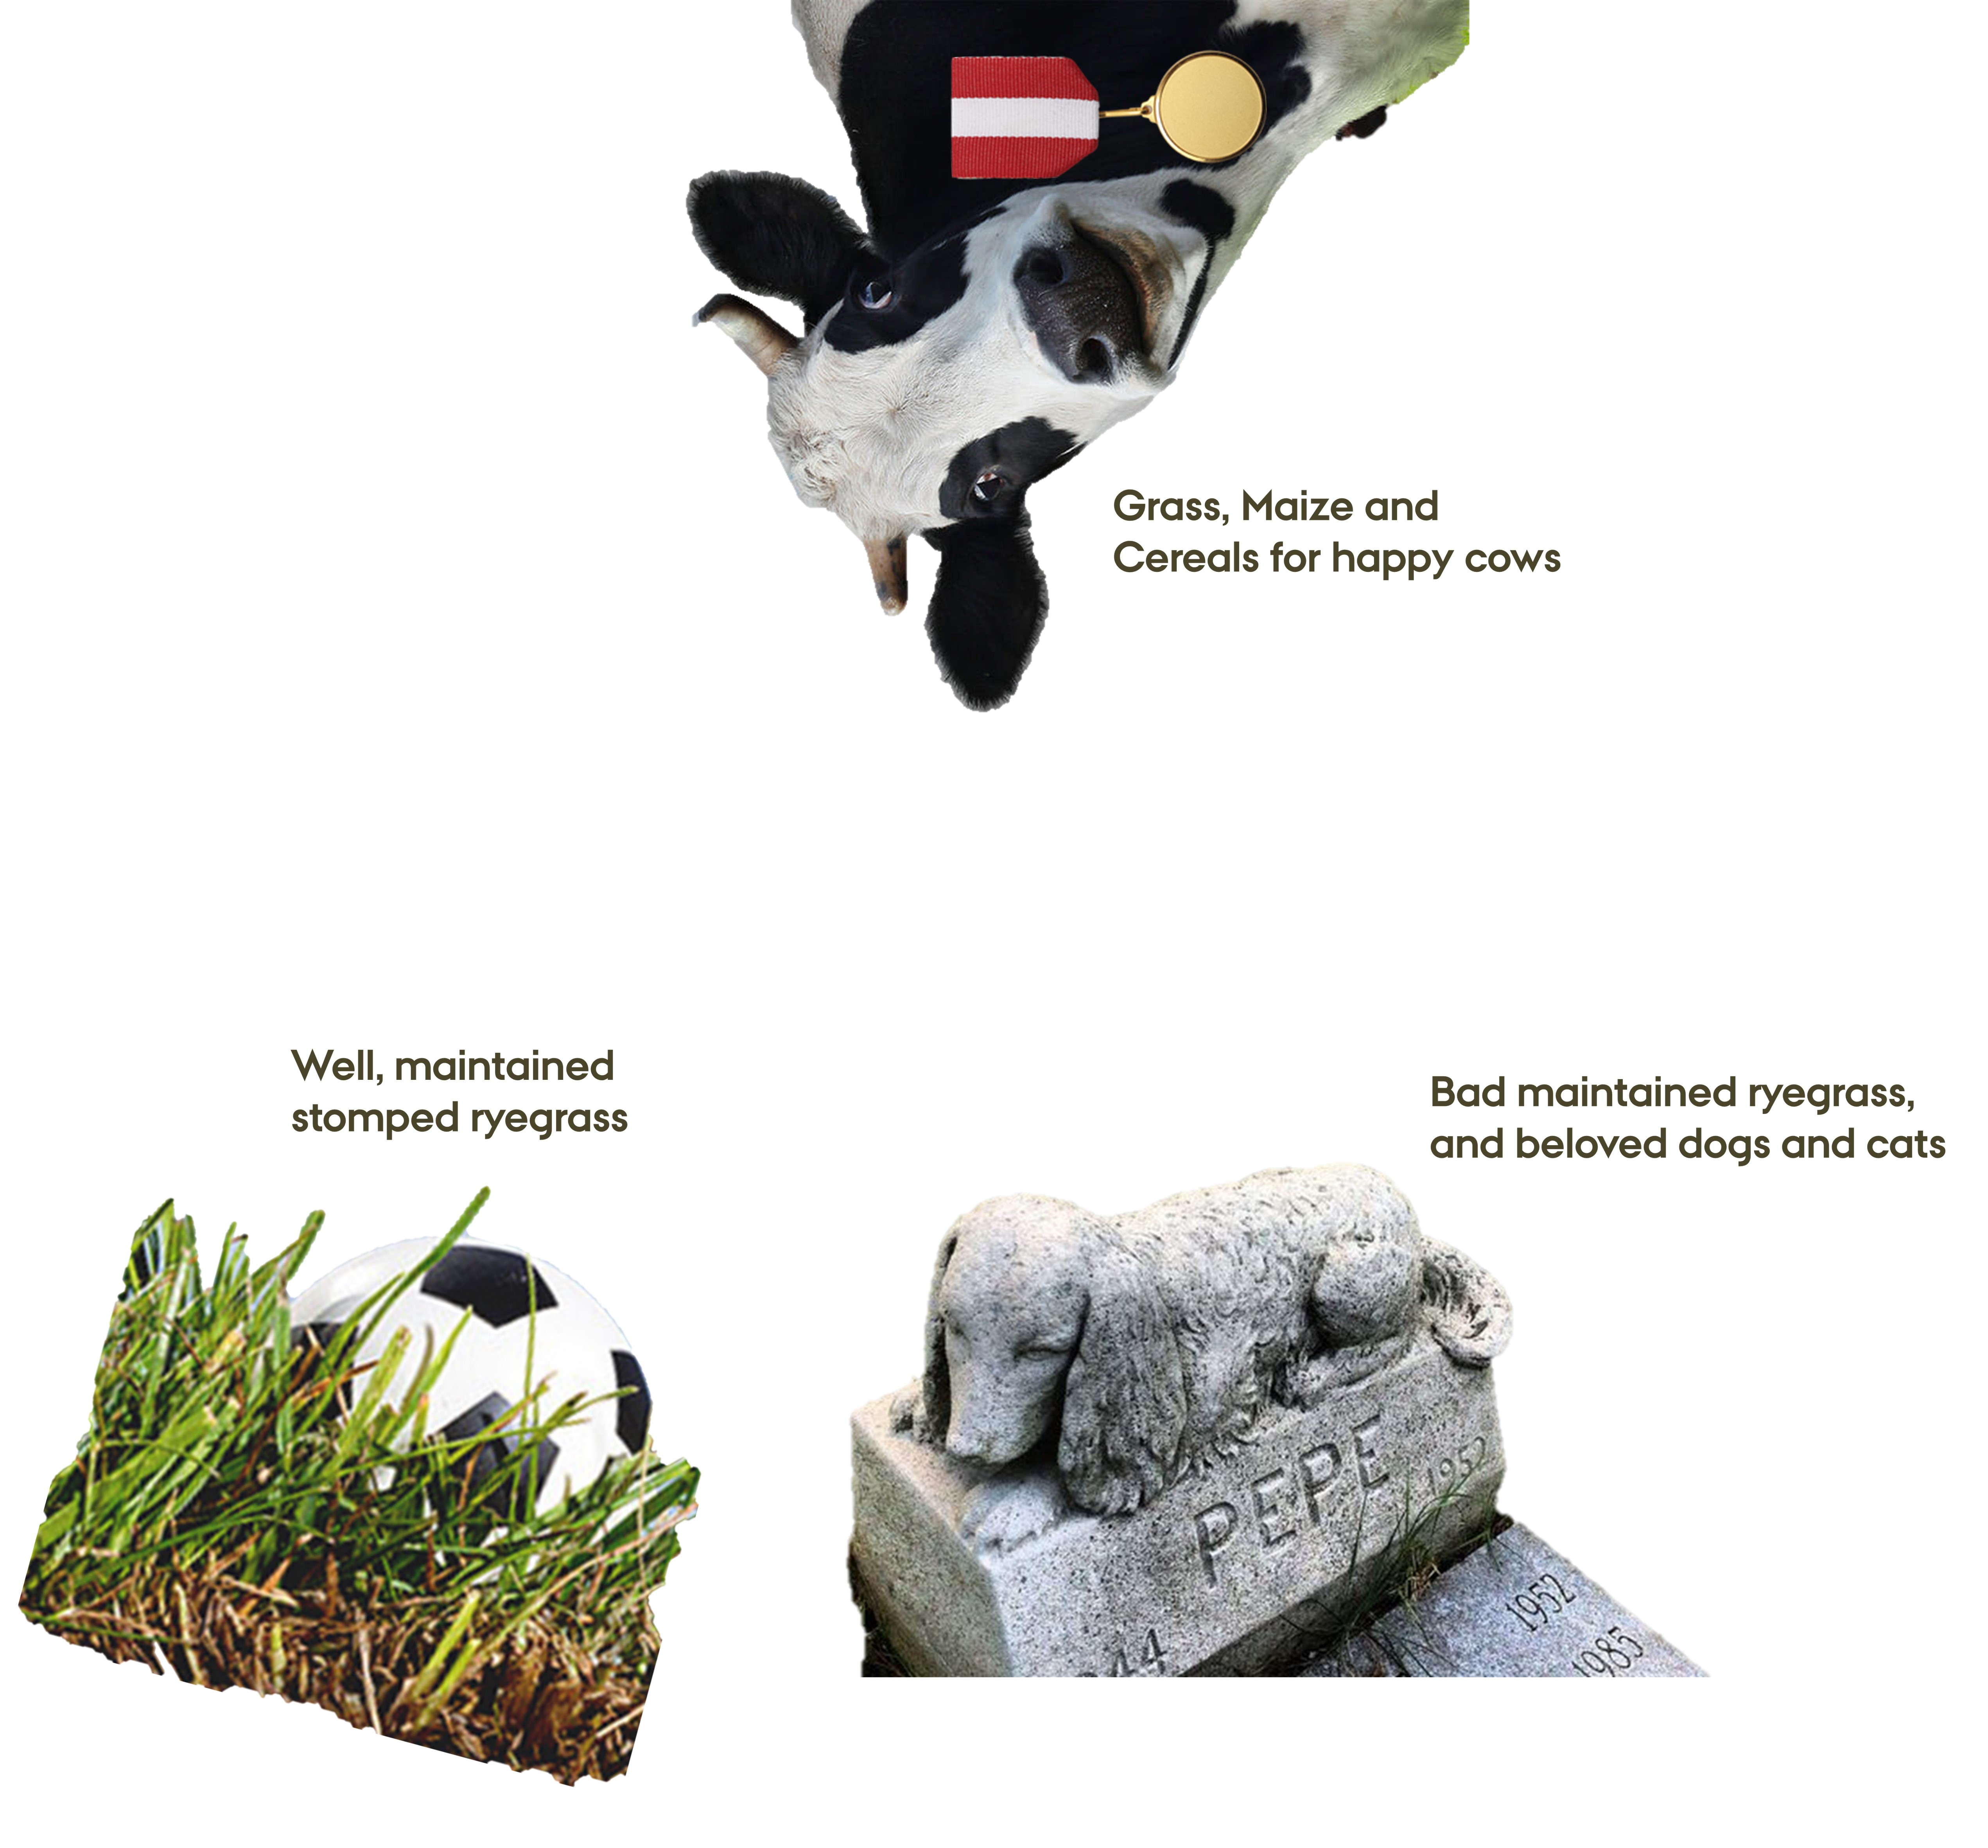 Grass, Maize and
Cereals for happy cows
Well, maintained
stomped ryegrass
Bad maintained ryegrass,
and beloved dogs and cats
PEPE
1952
44
1952
1985